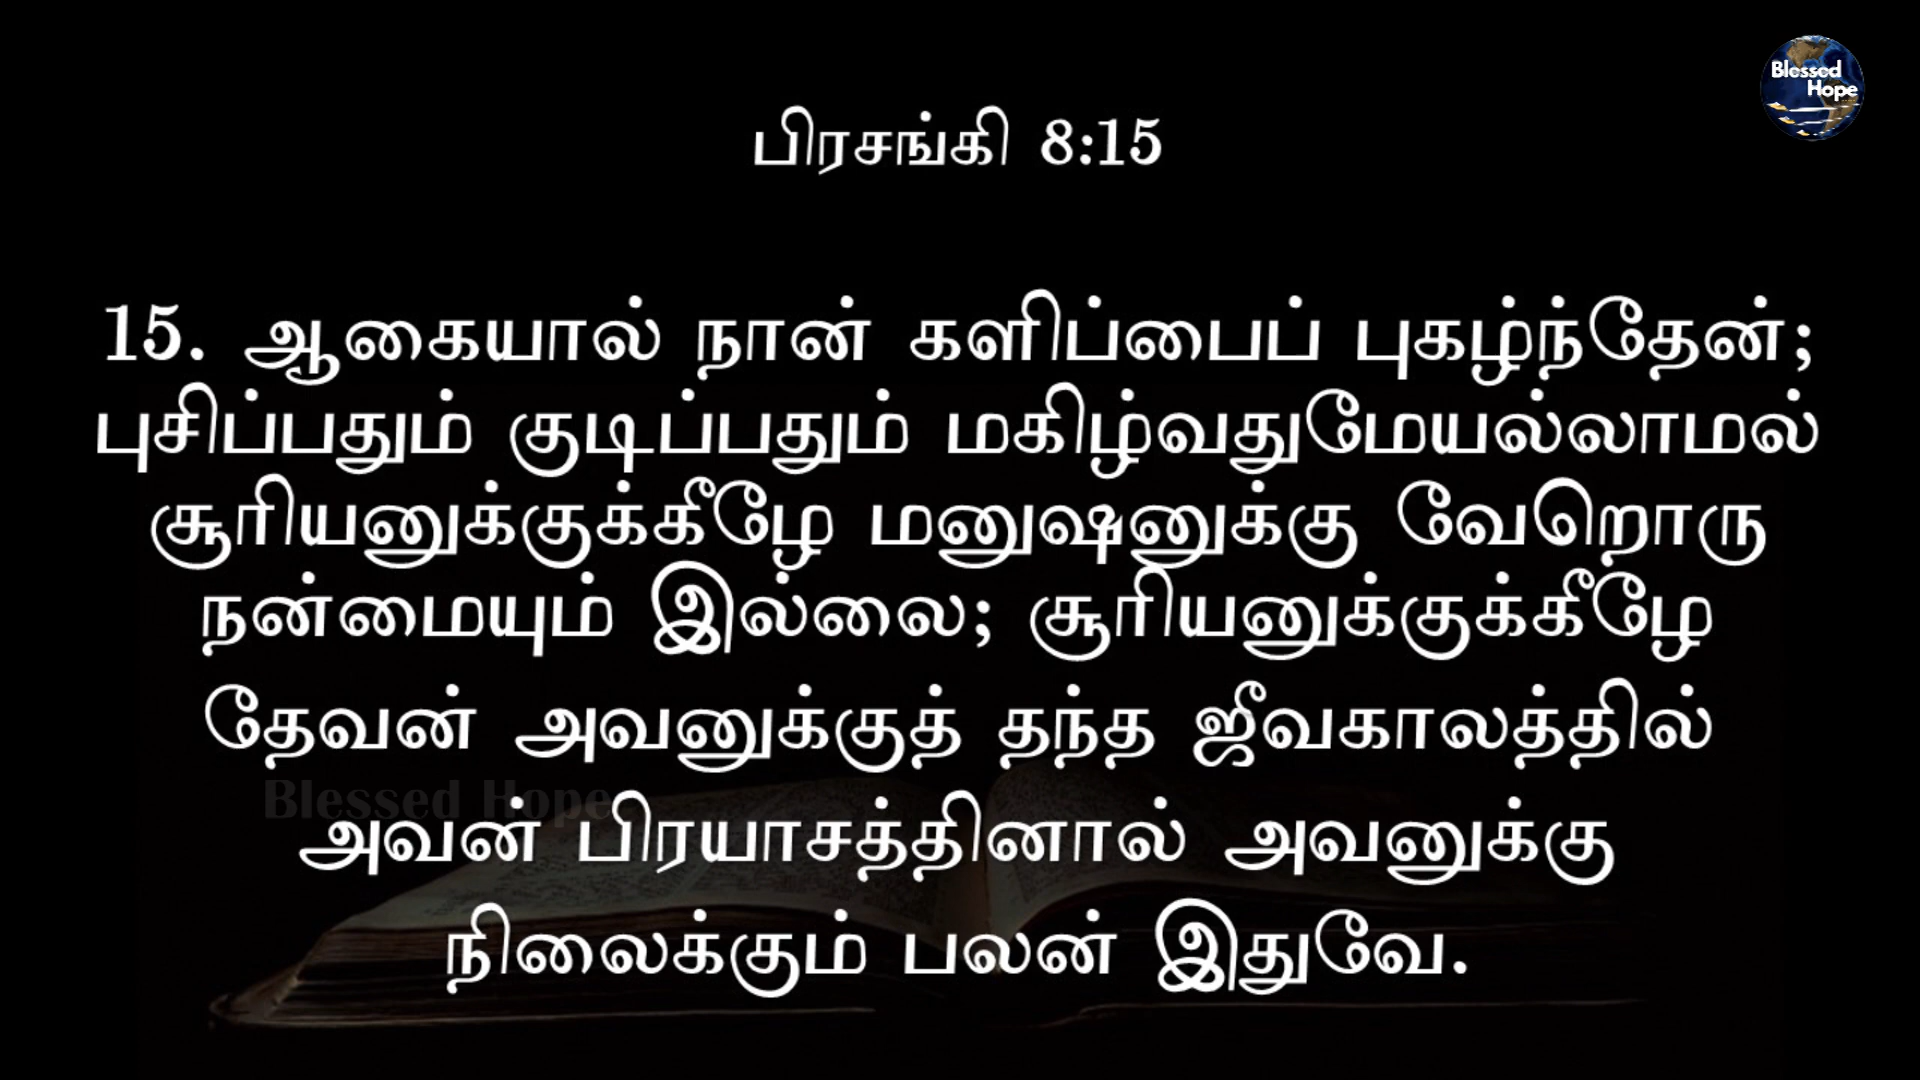 Blessed
Hope
பிரசங்கி 8:15
15. ஆகையால் நான் களிப்பைப் புகழ்ந்தேன்;
புசிப்பதும் குடிப்பதும் மகிழ்வதுமேயல்லாமல்
சூரியனுக்குக்கீழே மனுஷனுக்கு வேறொரு
நன்மையும் இல்லை; சூரியனுக்குக்கீழே
தேவன் அவனுக்குத் தந்த ஜீவகாலத்தில்
Blessed Hope
அவன் பிரயாசத்தினால் அவனுக்கு
நிலைக்கும் பலன் இதுவே.